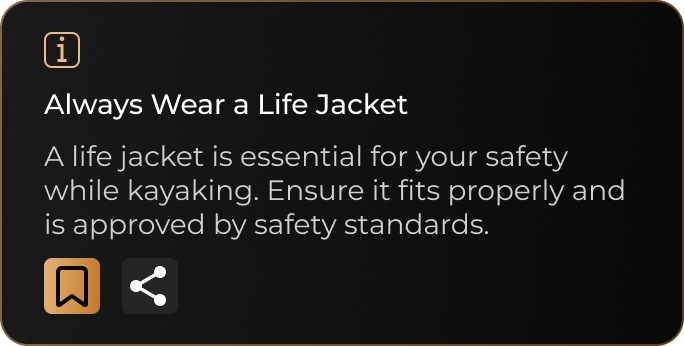 Always Wear a Life Jacket
A life jacket is essential for your safety
while kayaking. Ensure it fits properly and
is approved by safety standards.